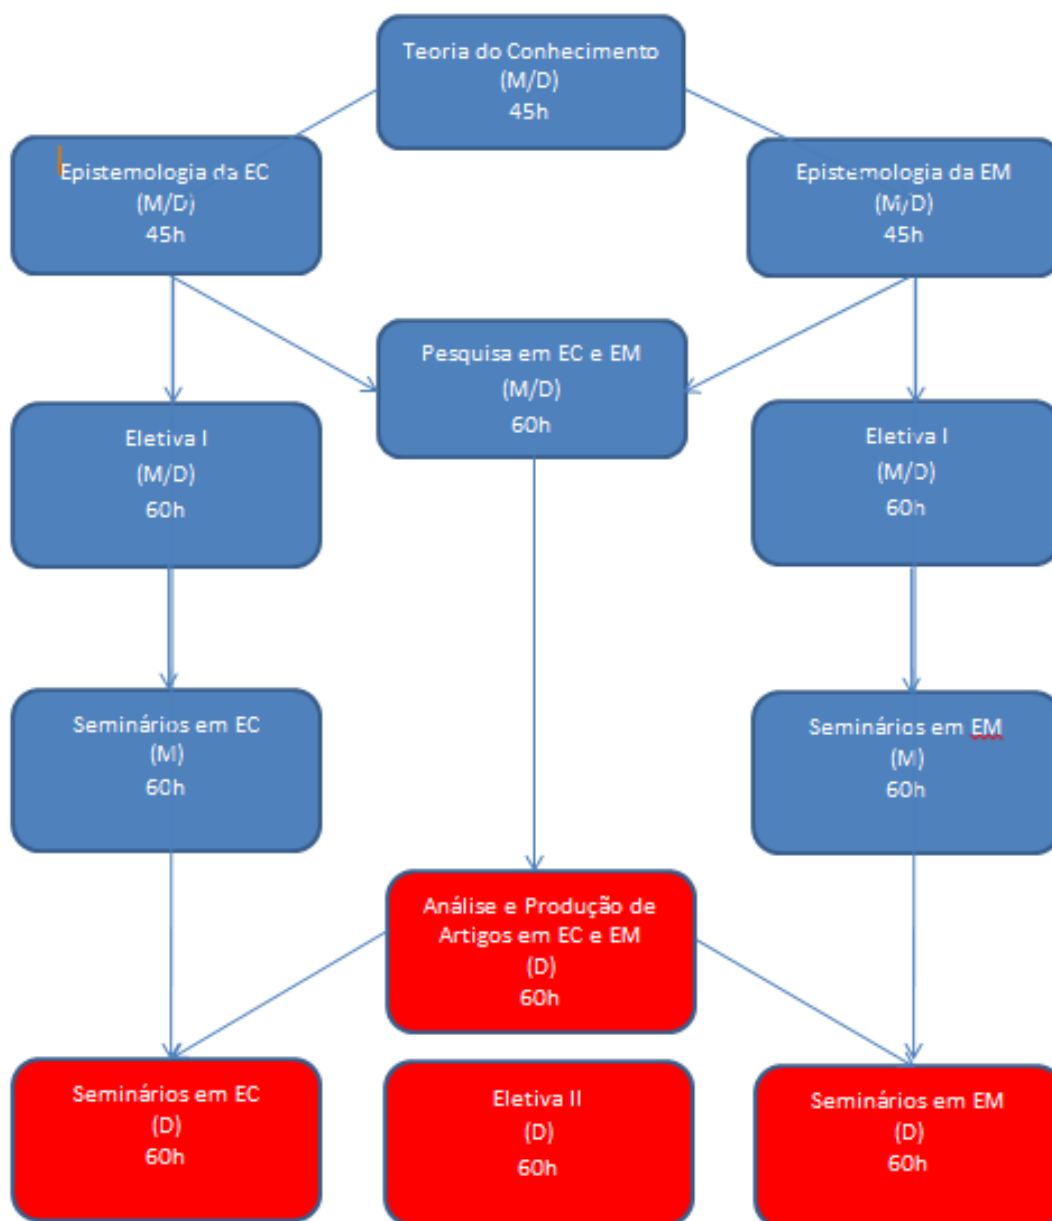 Teoria do Conhecimento
(M/D)
45h
Epistemologia da EC
(M/D)
45h
Epistemologia da EM
(M/D)
45h
Pesquisa em EC e EM
(M/D)
60h
Eletiva I
(M/D)
60h
Eletiva I
(M/D)
60h
Seminários em EC
(M)
60h
Seminários em EM
(M)
60h
Análise e Produção de
Artigos em EC e EM
(D)
60h
Seminários em EC
(D)
60h
Eletiva II
(D)
60h
Seminários em EM
(D)
60h